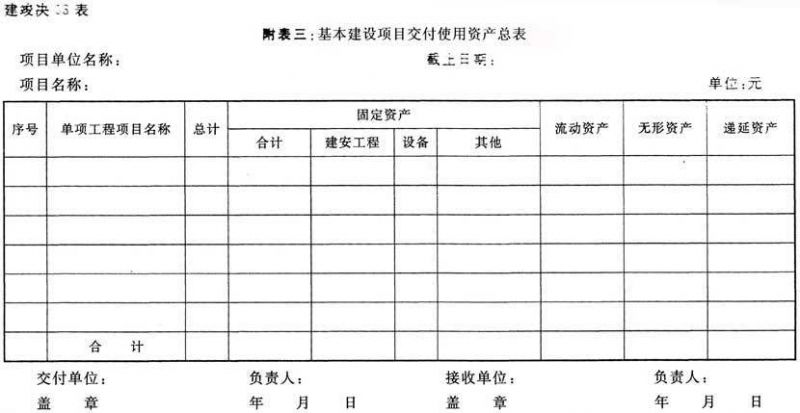 建竣决 表
附表三：基本建设项目交付使用资产总表
项目单位名称： 截止日期：
项目名称： 单位：元
序号 单项工程项目名称 总计 固定资产 流动资产 无形资产 递延资产
合计 建安工程 设备 其他
合 计
交付单位： 负责人： 接收单位： 负责人：
盖 章 年 月 日 盖 章 年 月 日